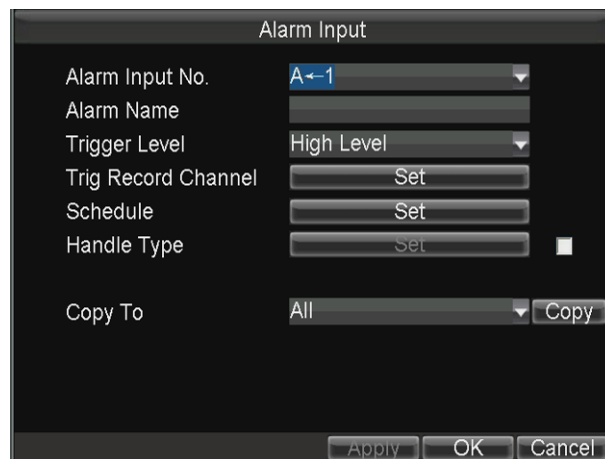 Alarm Input
Alarm Input No. A←1
Alarm Name
Trigger Level High Level
Trig Record Channel Set
Schedule Set
Handle Type Set
Copy To All Copy
Apply OK Cancel